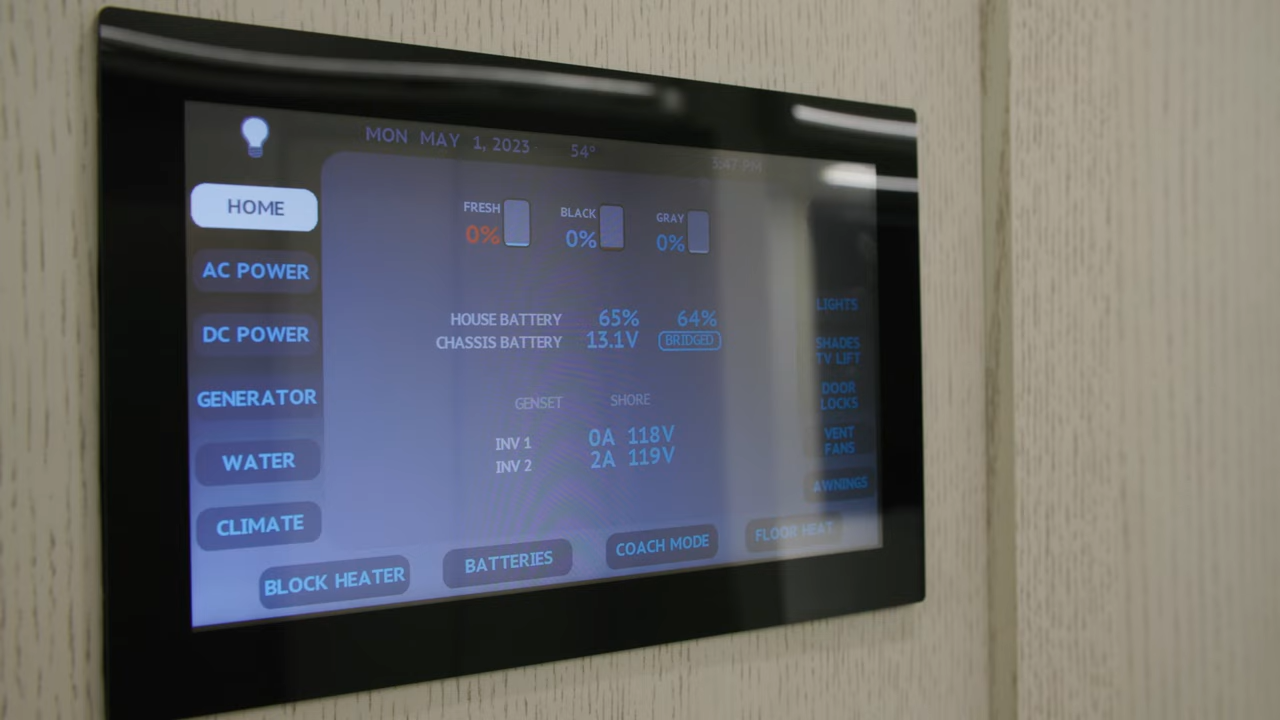 MON MAY 1, 2023 54° 3:47 PM
HOME
AC POWER
DC POWER
GENERATOR
WATER
CLIMATE
FRESH BLACK GRAY
0% 0% 0%
HOUSE BATTERY 65% 64%
CHASSIS BATTERY 13.1V BRIDGED
GENSET SHORE
INV 1 0A 118V
INV 2 2A 119V
LIGHTS
SHADES
TV LIFT
DOOR
LOCKS
VENT
FANS
AWNINGS
BLOCK HEATER BATTERIES COACH MODE FLOOR HEAT